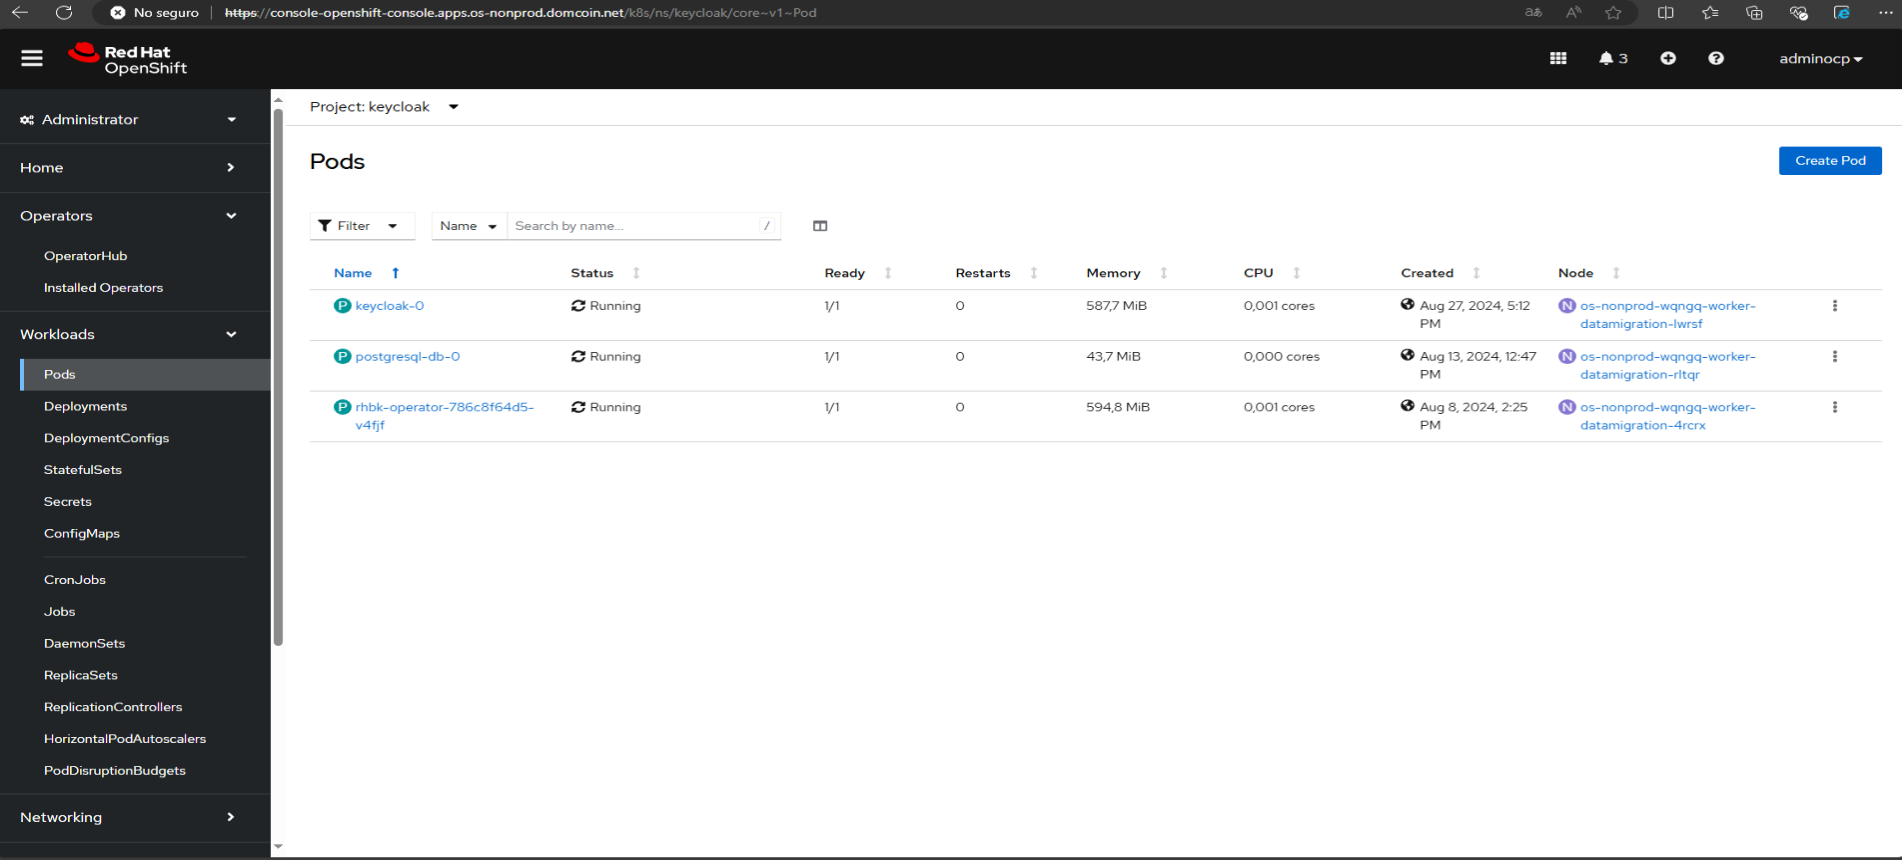 No seguro
https://console-openshift-console.apps.os-nonprod.domcoin.net/k8s/ns/keycloak/core~v1~Pod
Red Hat
OpenShift
3
adminocp
Administrator
Home
Operators
OperatorHub
Installed Operators
Workloads
Pods
Deployments
DeploymentConfigs
StatefulSets
Secrets
ConfigMaps
CronJobs
Jobs
DaemonSets
ReplicaSets
ReplicationControllers
HorizontalPodAutoscalers
PodDisruptionBudgets
Networking
Project: keycloak
Pods
Create Pod
Filter
Name
Search by name...
/
Name Status Ready Restarts Memory CPU Created Node
P keycloak-0 Running 1/1 0 587,7 MiB 0,001 cores Aug 27, 2024, 5:12 N os-nonprod-wqngq-worker-
PM datamigration-lwrsf
P postgresql-db-0 Running 1/1 0 43,7 MiB 0,000 cores Aug 13, 2024, 12:47 N os-nonprod-wqngq-worker-
PM datamigration-rltqr
P rhbk-operator-786c8f64d5- Running 1/1 0 594,8 MiB 0,001 cores Aug 8, 2024, 2:25 N os-nonprod-wqngq-worker-
v4fjf PM datamigration-4rcrx